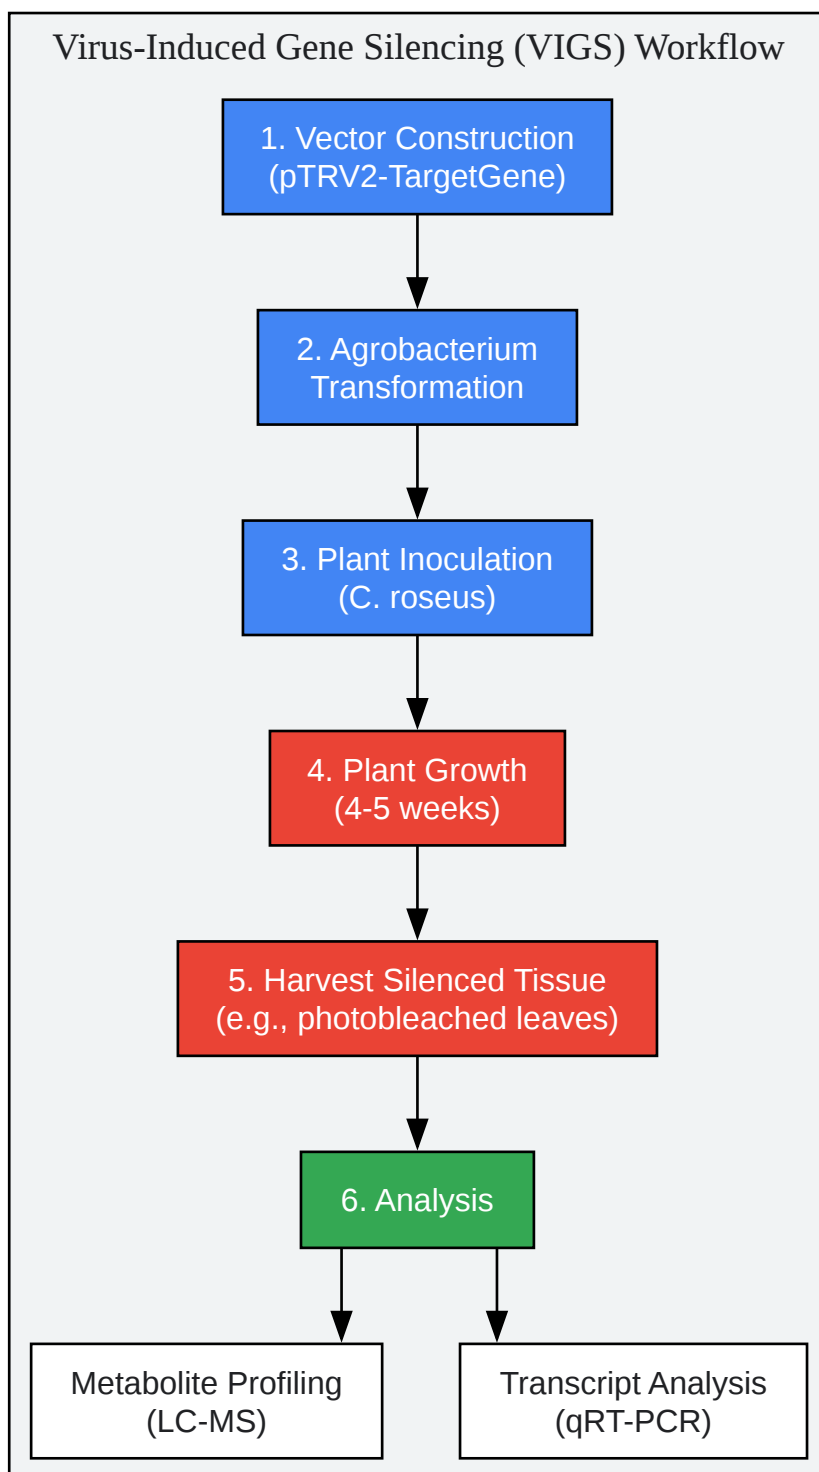 Virus-Induced Gene Silencing (VIGS) Workflow
1. Vector Construction
(pTRV2-TargetGene)
2. Agrobacterium
Transformation
3. Plant Inoculation
(C. roseus)
4. Plant Growth
(4-5 weeks)
5. Harvest Silenced Tissue
(e.g., photobleached leaves)
6. Analysis
Metabolite Profiling
(LC-MS)
Transcript Analysis
(qRT-PCR)